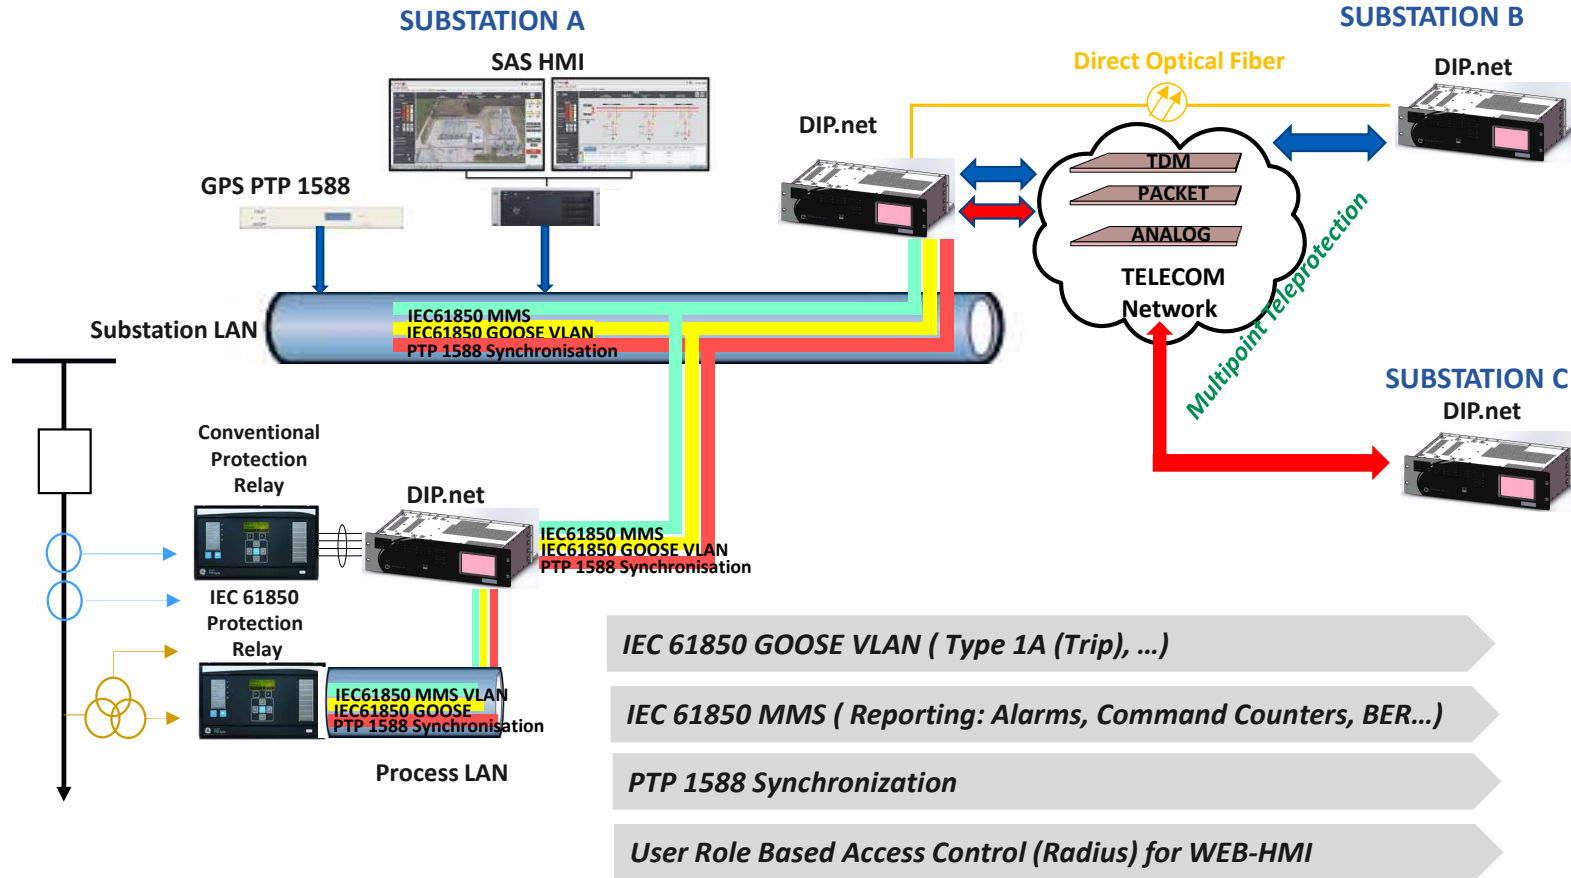 SUBSTATION A
SUBSTATION B
SAS HMI
Direct Optical Fiber
DIP.net
DIP.net
GPS PTP 1588
TDM
PACKET
ANALOG
TELECOM
Network
Multipoint Teleprotection
Substation LAN
IEC61850 MMS
IEC61850 GOOSE VLAN
PTP 1588 Synchronisation
SUBSTATION C
DIP.net
Conventional
Protection
Relay
DIP.net
IEC61850 MMS
IEC61850 GOOSE VLAN
PTP 1588 Synchronisation
IEC 61850
Protection
Relay
IEC61850 MMS VLAN
IEC61850 GOOSE
PTP 1588 Synchronisation
Process LAN
IEC 61850 GOOSE VLAN ( Type 1A (Trip), ...)
IEC 61850 MMS ( Reporting: Alarms, Command Counters, BER...)
PTP 1588 Synchronization
User Role Based Access Control (Radius) for WEB-HMI